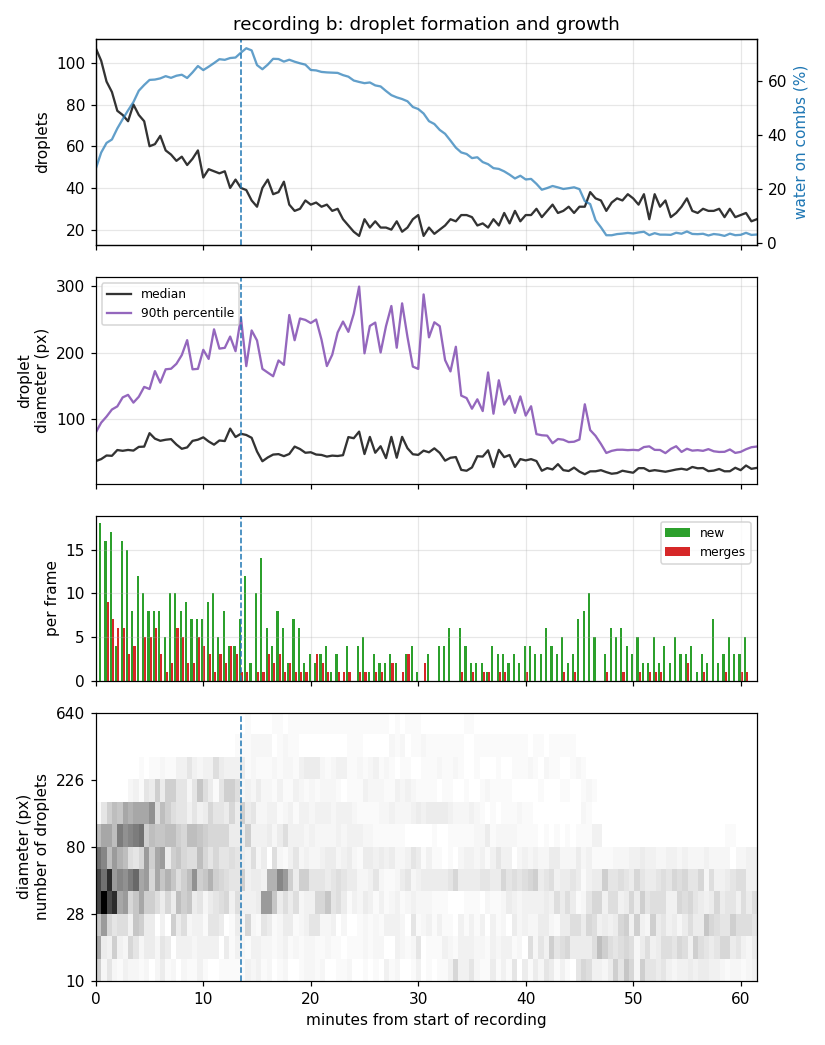 recording b: droplet formation and growth
100
80
60
40
20
droplets
60
40
20
0
water on combs (%)
300
200
100
droplet
diameter (px)
median
90th percentile
15
10
5
0
per frame
new
merges
640
226
80
28
10
diameter (px)
number of droplets
0
10
20
30
40
50
60
minutes from start of recording